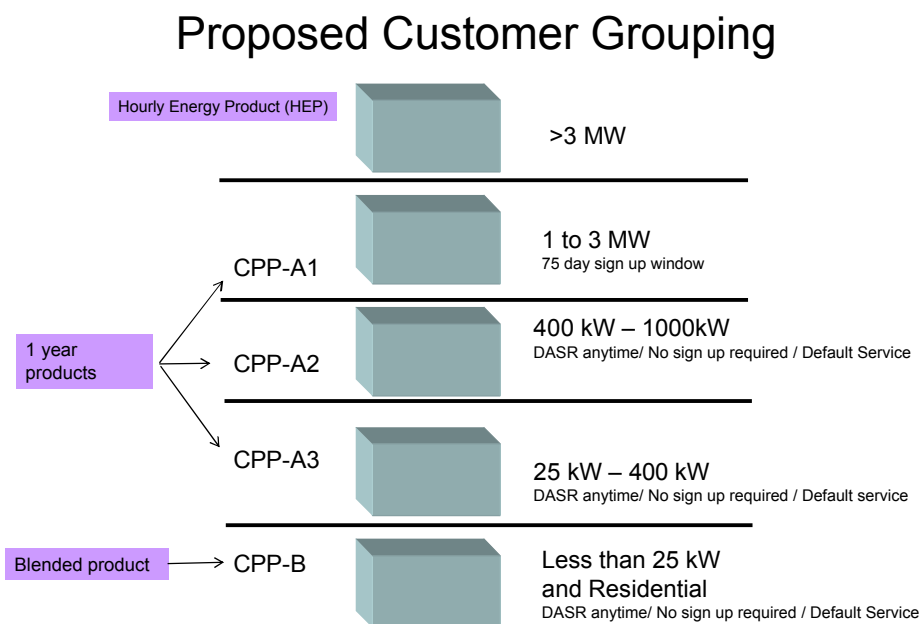 Proposed Customer Grouping
Hourly Energy Product (HEP)
>3 MW
1 to 3 MW
75 day sign up window
CPP-A1
400 kW – 1000kW
DASR anytime/ No sign up required / Default Service
1 year
products
CPP-A2
CPP-A3
25 kW – 400 kW
DASR anytime/ No sign up required / Default service
Blended product
CPP-B
Less than 25 kW
and Residential
DASR anytime/ No sign up required / Default Service